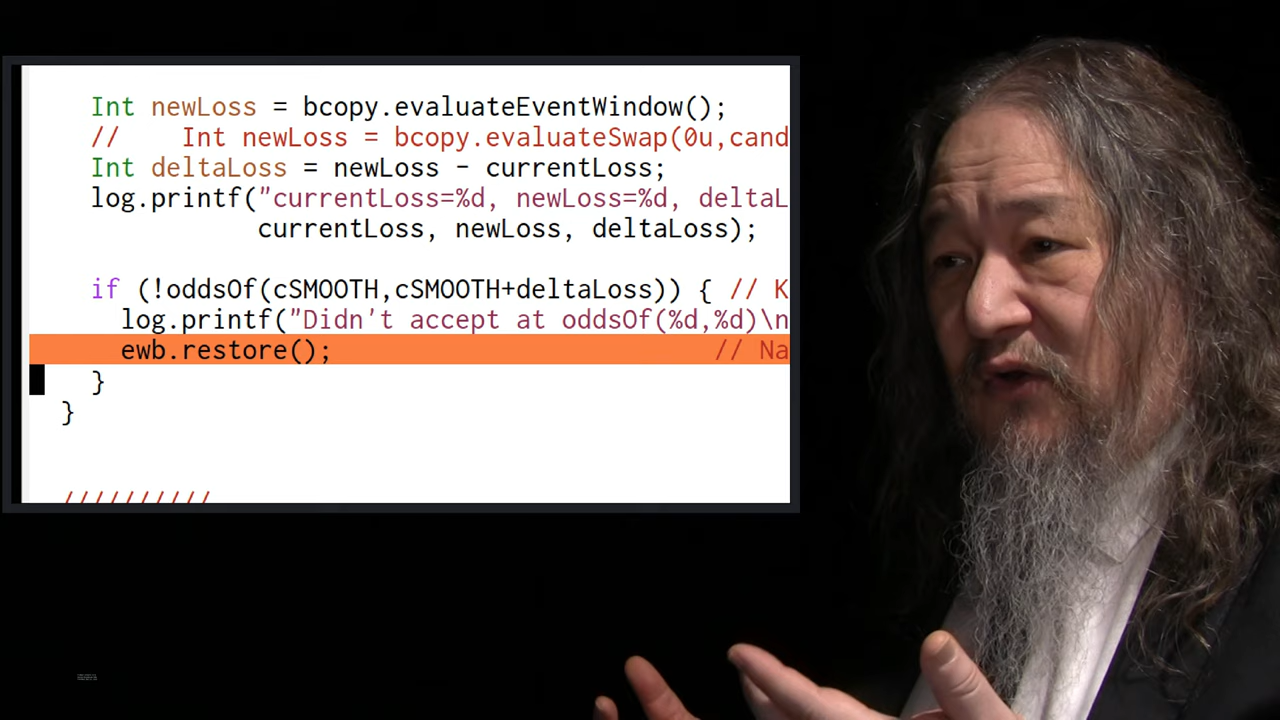 Int newLoss = bcopy.evaluateEventWindow();
// Int newLoss = bcopy.evaluateSwap(0u,cand
Int deltaLoss = newLoss - currentLoss;
log.printf("currentLoss=%d, newLoss=%d, deltaL
currentLoss, newLoss, deltaLoss);
if (!oddsOf(cSMOOTH,cSMOOTH+deltaLoss)) { // K
log.printf("Didn't accept at oddsOf(%d,%d)\n
ewb.restore(); // Na
}
}
//////////